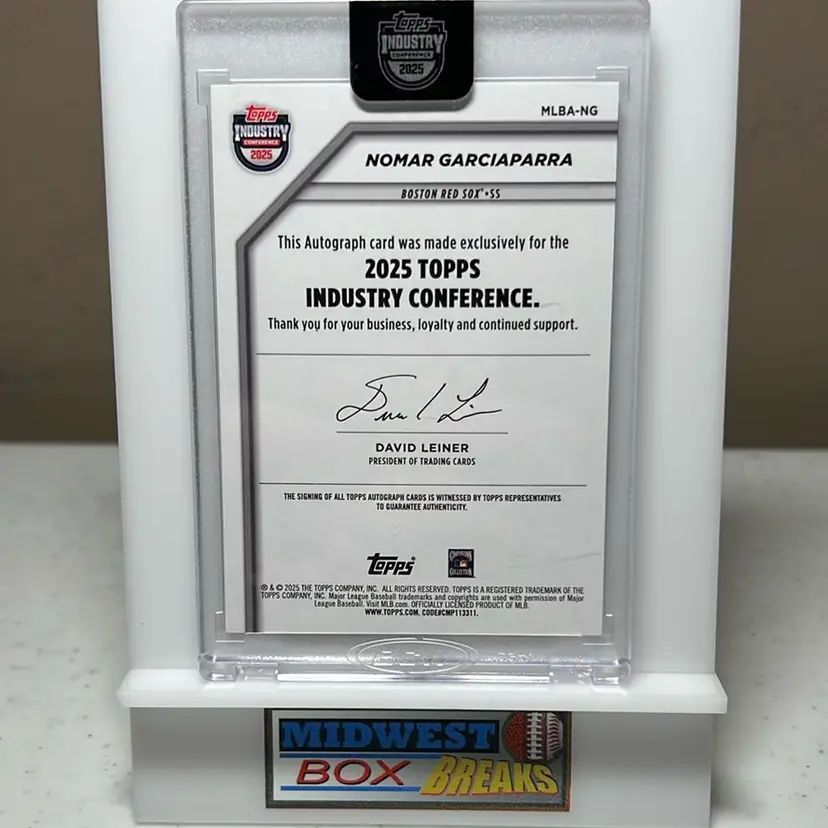 Topps
INDUSTRY
CONFERENCE
2025
MLBA-NG
Topps
INDUSTRY
CONFERENCE
2025
NOMAR GARCIAPARRA
BOSTON RED SOX®•SS
This Autograph card was made exclusively for the
2025 TOPPS
INDUSTRY CONFERENCE.
Thank you for your business, loyalty and continued support.
DAVID LEINER
PRESIDENT OF TRADING CARDS
THE SIGNING OF ALL TOPPS AUTOGRAPH CARDS IS WITNESSED BY TOPPS REPRESENTATIVES
TO GUARANTEE AUTHENTICITY.
Topps®
COOPERSTOWN
COLLECTION
® & © 2025 THE TOPPS COMPANY, INC. ALL RIGHTS RESERVED. TOPPS IS A REGISTERED TRADEMARK OF THE
TOPPS COMPANY, INC. Major League Baseball trademarks and copyrights are used with permission of Major
League Baseball. Visit MLB.com. OFFICIALLY LICENSED PRODUCT OF MLB.
WWW.TOPPS.COM. CODE#CMP113311.
MIDWEST
BOX BREAKS